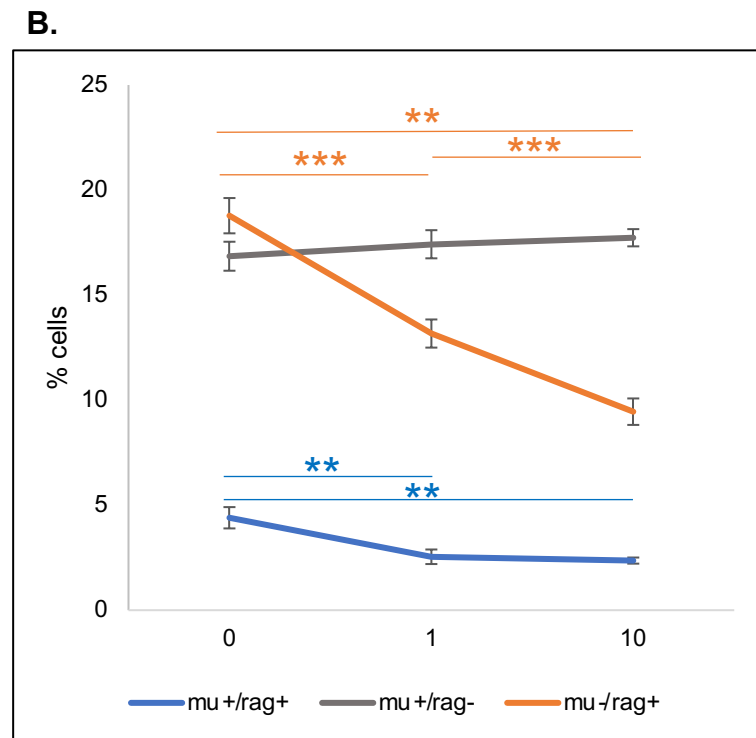 B.
25
**
***
***
20
15
% cells
10
**
**
5
0
0 1 10
mu+/rag+ mu+/rag- mu-/rag+